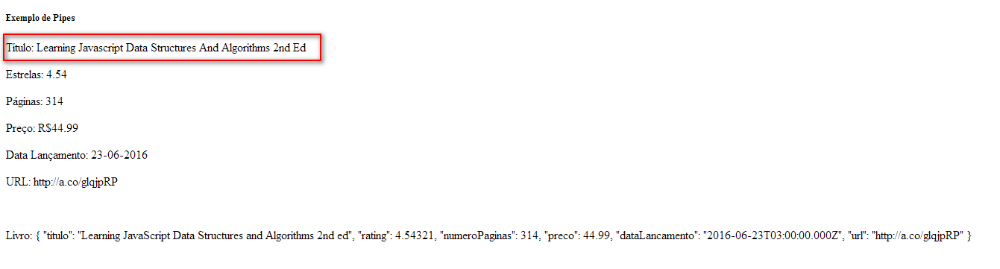 Exemplo de Pipes
Título: Learning Javascript Data Structures And Algorithms 2nd Ed
Estrelas: 4.54
Páginas: 314
Preço: R$44.99
Data Lançamento: 23-06-2016
URL: http://a.co/glqjpRP
Livro: { "titulo": "Learning JavaScript Data Structures and Algorithms 2nd ed", "rating": 4.54321, "numeroPaginas": 314, "preco": 44.99, "dataLancamento": "2016-06-23T03:00:00.000Z", "url": "http://a.co/glqjpRP" }